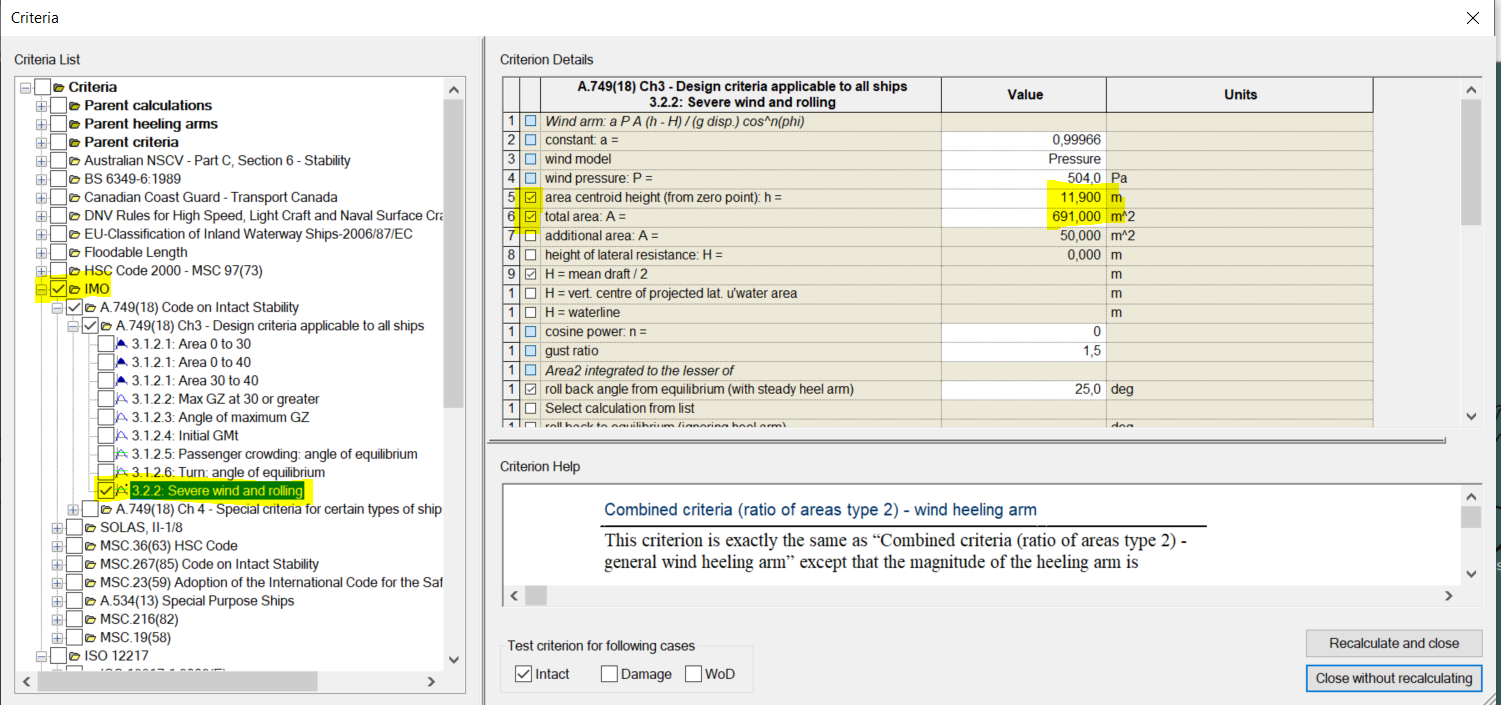 Criteria
Criteria List
Criteria
Parent calculations
Parent heeling arms
Parent criteria
Australian NSCV - Part C, Section 6 - Stability
BS 6349-6:1989
Canadian Coast Guard - Transport Canada
DNV Rules for High Speed, Light Craft and Naval Surface Cra
EU-Classification of Inland Waterway Ships-2006/87/EC
Floodable Length
HSC Code 2000 - MSC 97(73)
IMO
A.749(18) Code on Intact Stability
A.749(18) Ch3 - Design criteria applicable to all ships
3.1.2.1: Area 0 to 30
3.1.2.1: Area 0 to 40
3.1.2.1: Area 30 to 40
3.1.2.2: Max GZ at 30 or greater
3.1.2.3: Angle of maximum GZ
3.1.2.4: Initial GMt
3.1.2.5: Passenger crowding: angle of equilibrium
3.1.2.6: Turn: angle of equilibrium
3.2.2: Severe wind and rolling
A.749(18) Ch 4 - Special criteria for certain types of ship
SOLAS, II-1/8
MSC.36(63) HSC Code
MSC.267(85) Code on Intact Stability
MSC.23(59) Adoption of the International Code for the Saf
A.534(13) Special Purpose Ships
MSC.216(82)
MSC.19(58)
ISO 12217
Criterion Details
A.749(18) Ch3 - Design criteria applicable to all ships
3.2.2: Severe wind and rolling
Value
Units
1 Wind arm: a P A (h - H) / (g disp.) cos^n(phi)
2 constant: a = 0,99966
3 wind model Pressure
4 wind pressure: P = 504,0 Pa
5 area centroid height (from zero point): h = 11,900 m
6 total area: A = 691,000 m^2
7 additional area: A = 50,000 m^2
8 height of lateral resistance: H = 0,000 m
9 H = mean draft / 2 m
1 H = vert. centre of projected lat. u'water area m
1 H = waterline m
1 cosine power: n = 0
1 gust ratio 1,5
1 Area2 integrated to the lesser of
1 roll back angle from equilibrium (with steady heel arm) 25,0 deg
1 Select calculation from list
1 roll back to equilibrium (ignoring heel arm) deg
Criterion Help
Combined criteria (ratio of areas type 2) - wind heeling arm
This criterion is exactly the same as “Combined criteria (ratio of areas type 2) -
general wind heeling arm” except that the magnitude of the heeling arm is
Test criterion for following cases
Intact Damage WoD
Recalculate and close
Close without recalculating